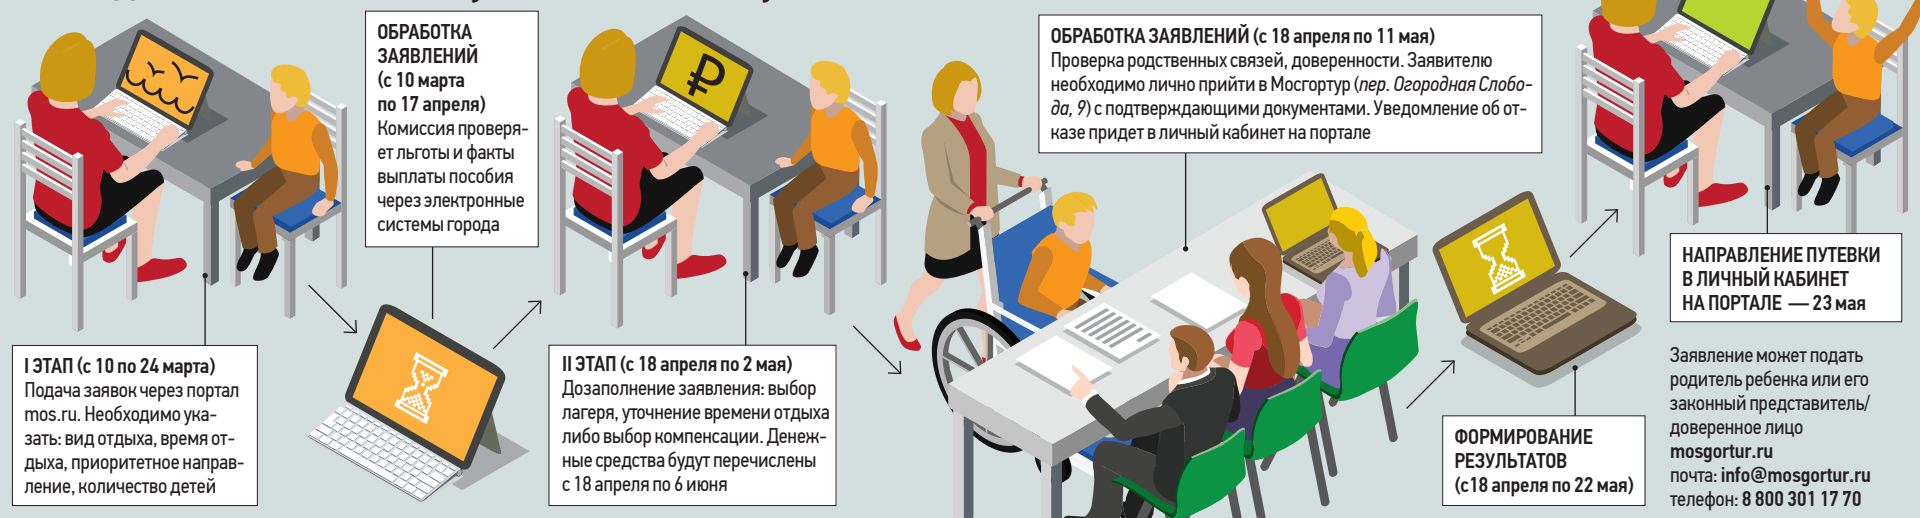 I ЭТАП (с 10 по 24 марта)
Подача заявок через портал
mos.ru. Необходимо ука-
зать: вид отдыха, время от-
дыха, приоритетное направ-
ление, количество детей
ОБРАБОТКА
ЗАЯВЛЕНИЙ
(с 10 марта
по 17 апреля)
Комиссия проверя-
ет льготы и факты
выплаты пособия
через электронные
системы города
₽
II ЭТАП (с 18 апреля по 2 мая)
Дозаполнение заявления: выбор
лагеря, уточнение времени отдыха
либо выбор компенсации. Денеж-
ные средства будут перечислены
с 18 апреля по 6 июня
ОБРАБОТКА ЗАЯВЛЕНИЙ (с 18 апреля по 11 мая)
Проверка родственных связей, доверенности. Заявителю
необходимо лично прийти в Мосгортур (пер. Огородная Слобо-
да, 9) с подтверждающими документами. Уведомление об от-
казе придет в личный кабинет на портале
ФОРМИРОВАНИЕ
РЕЗУЛЬТАТОВ
(с18 апреля по 22 мая)
НАПРАВЛЕНИЕ ПУТЕВКИ
В ЛИЧНЫЙ КАБИНЕТ
НА ПОРТАЛЕ — 23 мая
Заявление может подать
родитель ребенка или его
законный представитель/
доверенное лицо
mosgortur.ru
почта: info@mosgortur.ru
телефон: 8 800 301 17 70